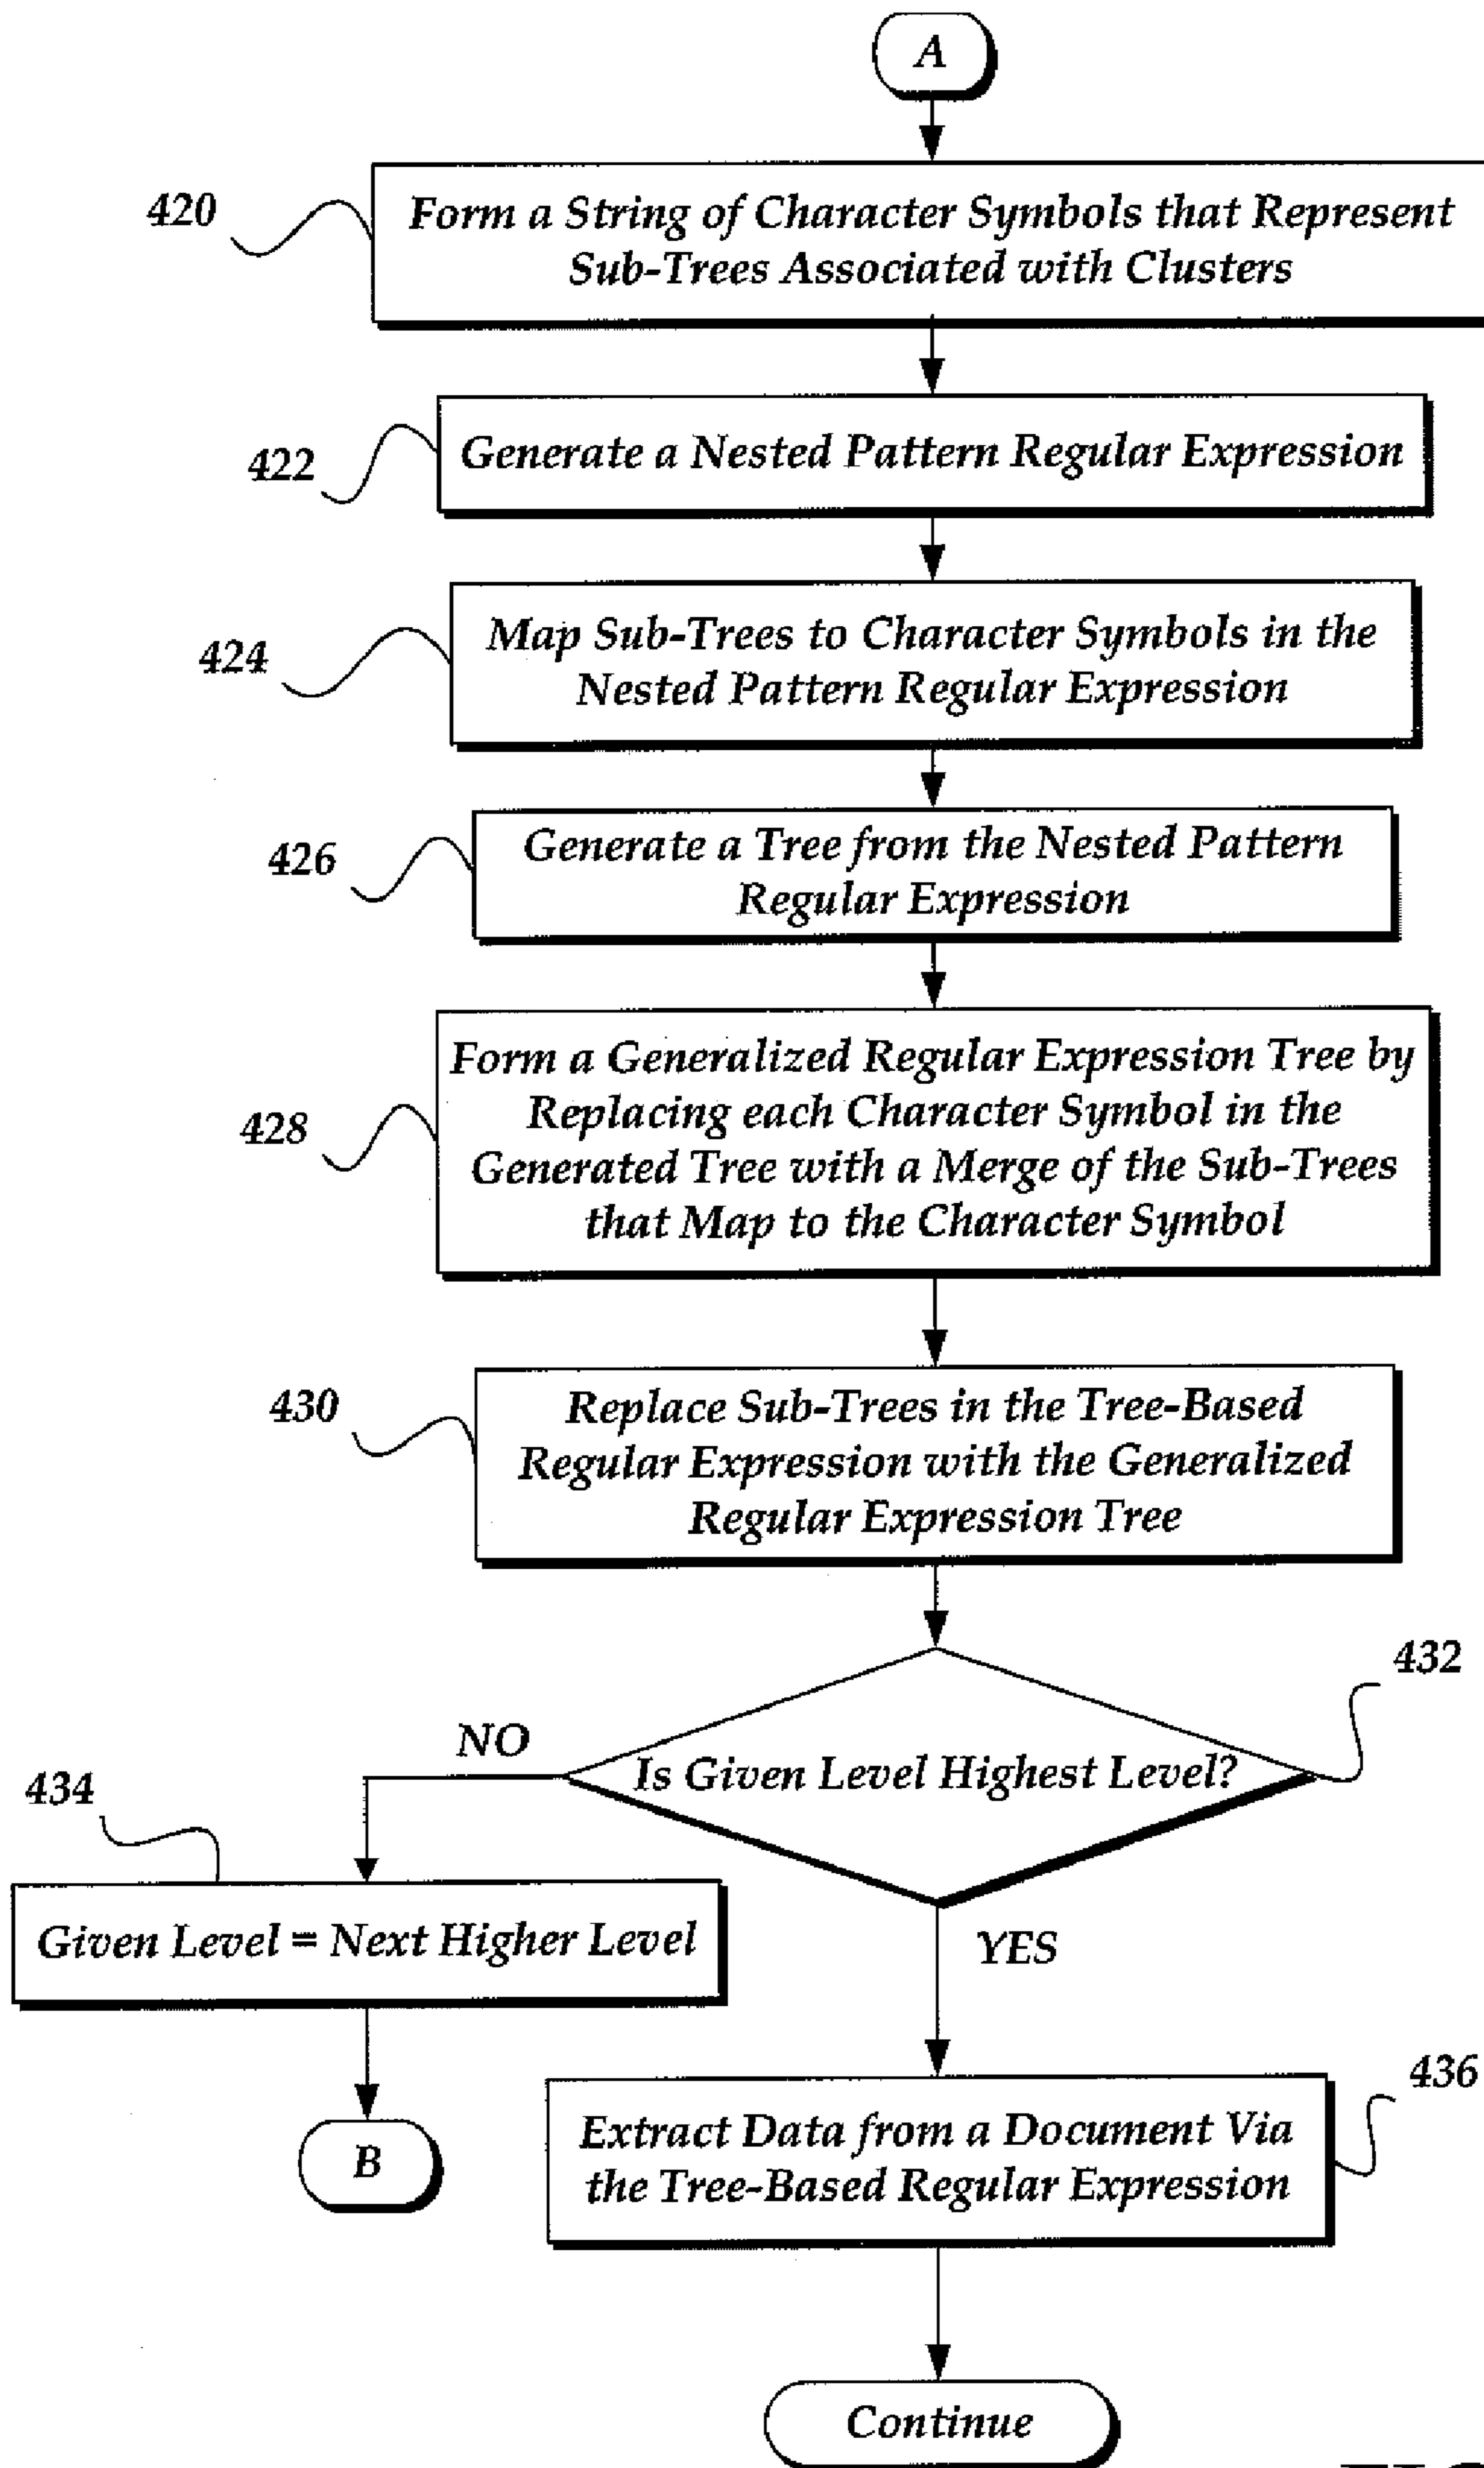 A
420
Form a String of Character Symbols that Represent
Sub-Trees Associated with Clusters
422
Generate a Nested Pattern Regular Expression
424
Map Sub-Trees to Character Symbols in the
Nested Pattern Regular Expression
426
Generate a Tree from the Nested Pattern
Regular Expression
428
Form a Generalized Regular Expression Tree by
Replacing each Character Symbol in the
Generated Tree with a Merge of the Sub-Trees
that Map to the Character Symbol
430
Replace Sub-Trees in the Tree-Based
Regular Expression with the Generalized
Regular Expression Tree
432
Is Given Level Highest Level?
NO
434
Given Level = Next Higher Level
YES
B
436
Extract Data from a Document Via
the Tree-Based Regular Expression
Continue